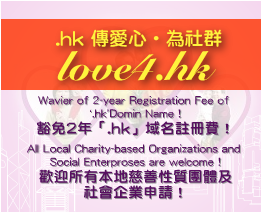 .hk 傳愛心・為社群
love4.hk
Wavier of 2-year Registration Fee of
‘.hk’Domin Name！
豁免2年「.hk」域名註冊費！
All Local Charity-based Organizations and
Social Enterproses are welcome！
歡迎所有本地慈善性質團體及
社會企業申請！